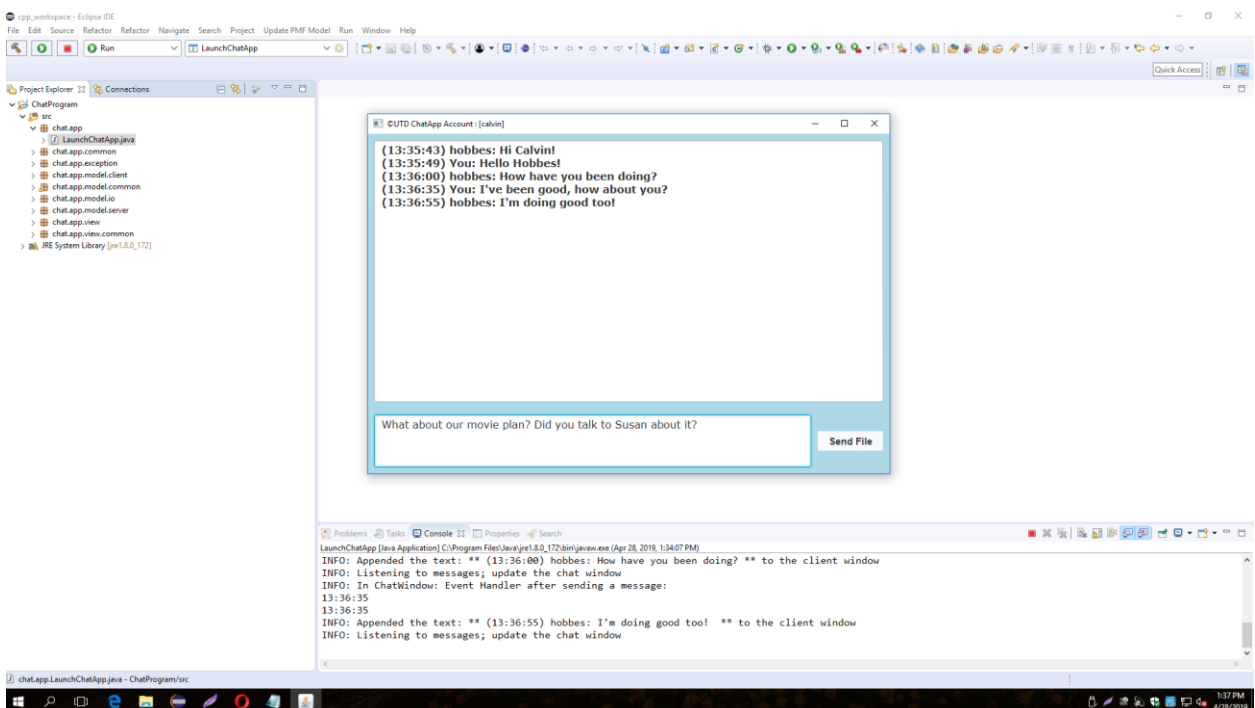 cpp_workspace - Eclipse IDE
File Edit Source Refactor Refactor Navigate Search Project Update PMF Model Run Window Help
Run LaunchChatApp
Quick Access
Project Explorer Connections
ChatProgram
src
chat.app
LaunchChatApp.java
chat.app.common
chat.app.exception
chat.app.model.client
chat.app.model.common
chat.app.model.io
chat.app.model.server
chat.app.view
chat.app.view.common
JRE System Library [jre1.8.0_172]
©UTD ChatApp Account : [calvin]
(13:35:43) hobbes: Hi Calvin!
(13:35:49) You: Hello Hobbes!
(13:36:00) hobbes: How have you been doing?
(13:36:35) You: I've been good, how about you?
(13:36:55) hobbes: I'm doing good too!
What about our movie plan? Did you talk to Susan about it?
Send File
Problems Tasks Console Properties Search
LaunchChatApp [Java Application] C:\Program Files\Java\jre1.8.0_172\bin\javaw.exe (Apr 28, 2019, 1:34:07 PM)
INFO: Appended the text: ** (13:36:00) hobbes: How have you been doing? ** to the client window
INFO: Listening to messages; update the chat window
INFO: In ChatWindow: Event Handler after sending a message:
13:36:35
13:36:35
INFO: Appended the text: ** (13:36:55) hobbes: I'm doing good too!  ** to the client window
INFO: Listening to messages; update the chat window
chat.app.LaunchChatApp.java - ChatProgram/src
1:37 PM
4/28/2019